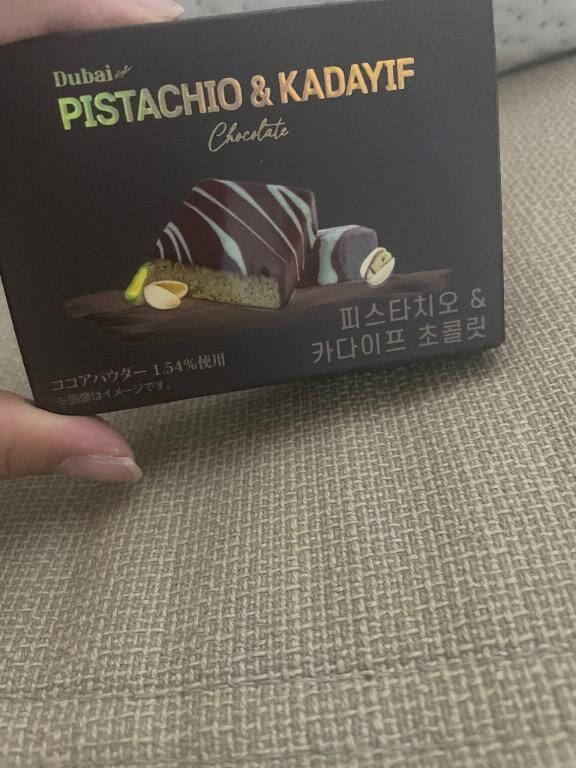 Dubai style
PISTACHIO & KADAYIF
Chocolate
피스타치오 &
카다이프 초콜릿
ココアパウダー 1.54%使用
※画像はイメージです。